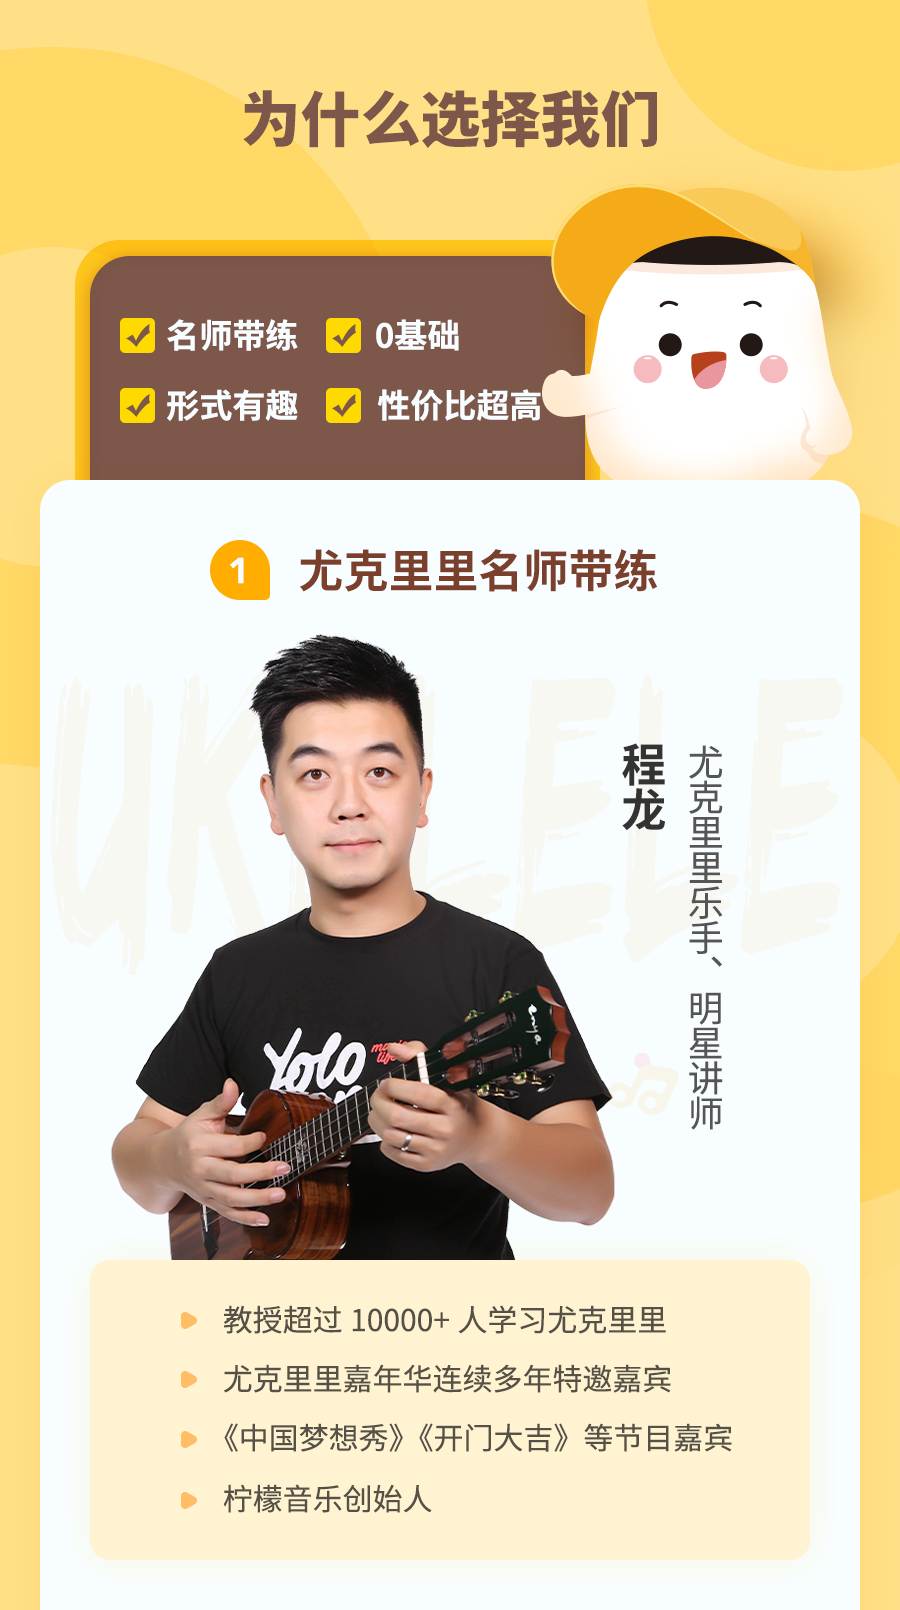 为什么选择我们
名师带练
0基础
形式有趣
性价比超高
1
尤克里里名师带练
UKULELE
程龙
尤克里里乐手、明星讲师
Yolo
music
life
enya
教授超过 10000+ 人学习尤克里里
尤克里里嘉年华连续多年特邀嘉宾
《中国梦想秀》《开门大吉》等节目嘉宾
柠檬音乐创始人